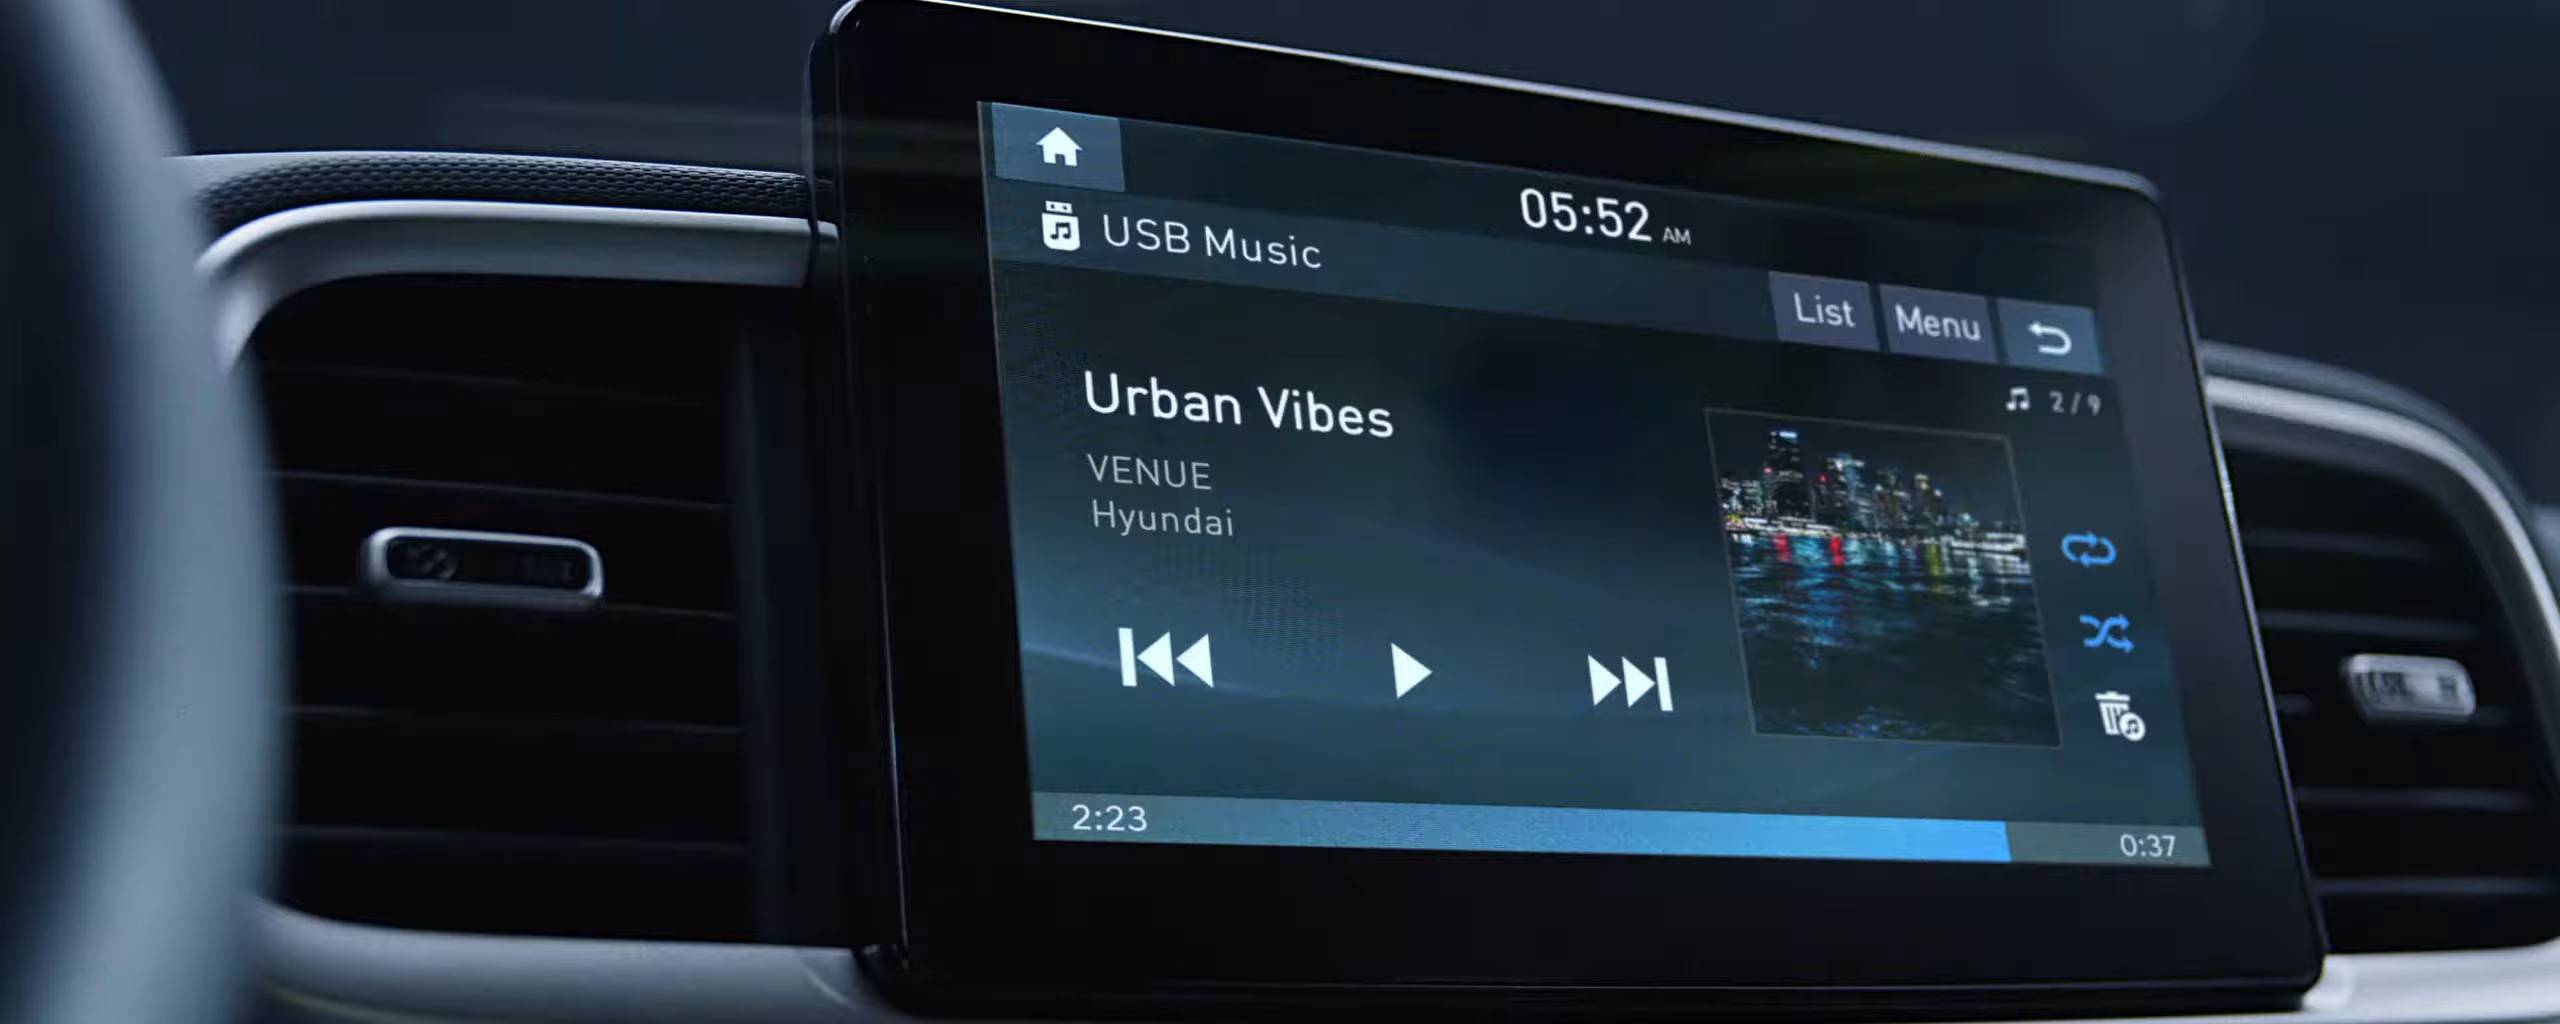 05:52 AM
USB Music
List Menu
2/9
Urban Vibes
VENUE
Hyundai
2:23
0:37